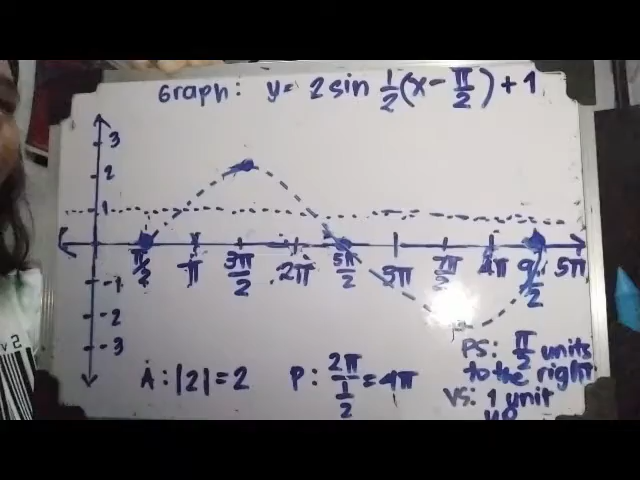 Graph: y= 2 sin 1/2 (x - π/2) + 1
3
2
1
π/2 π 3π/2 2π 5π/2 3π 7π/2 4π 9π/2 5π
-1
-2
-3
A: |2| = 2
P: 2π/(1/2) = 4π
PS: π/2 units
to the right
VS: 1 unit
up
v 2